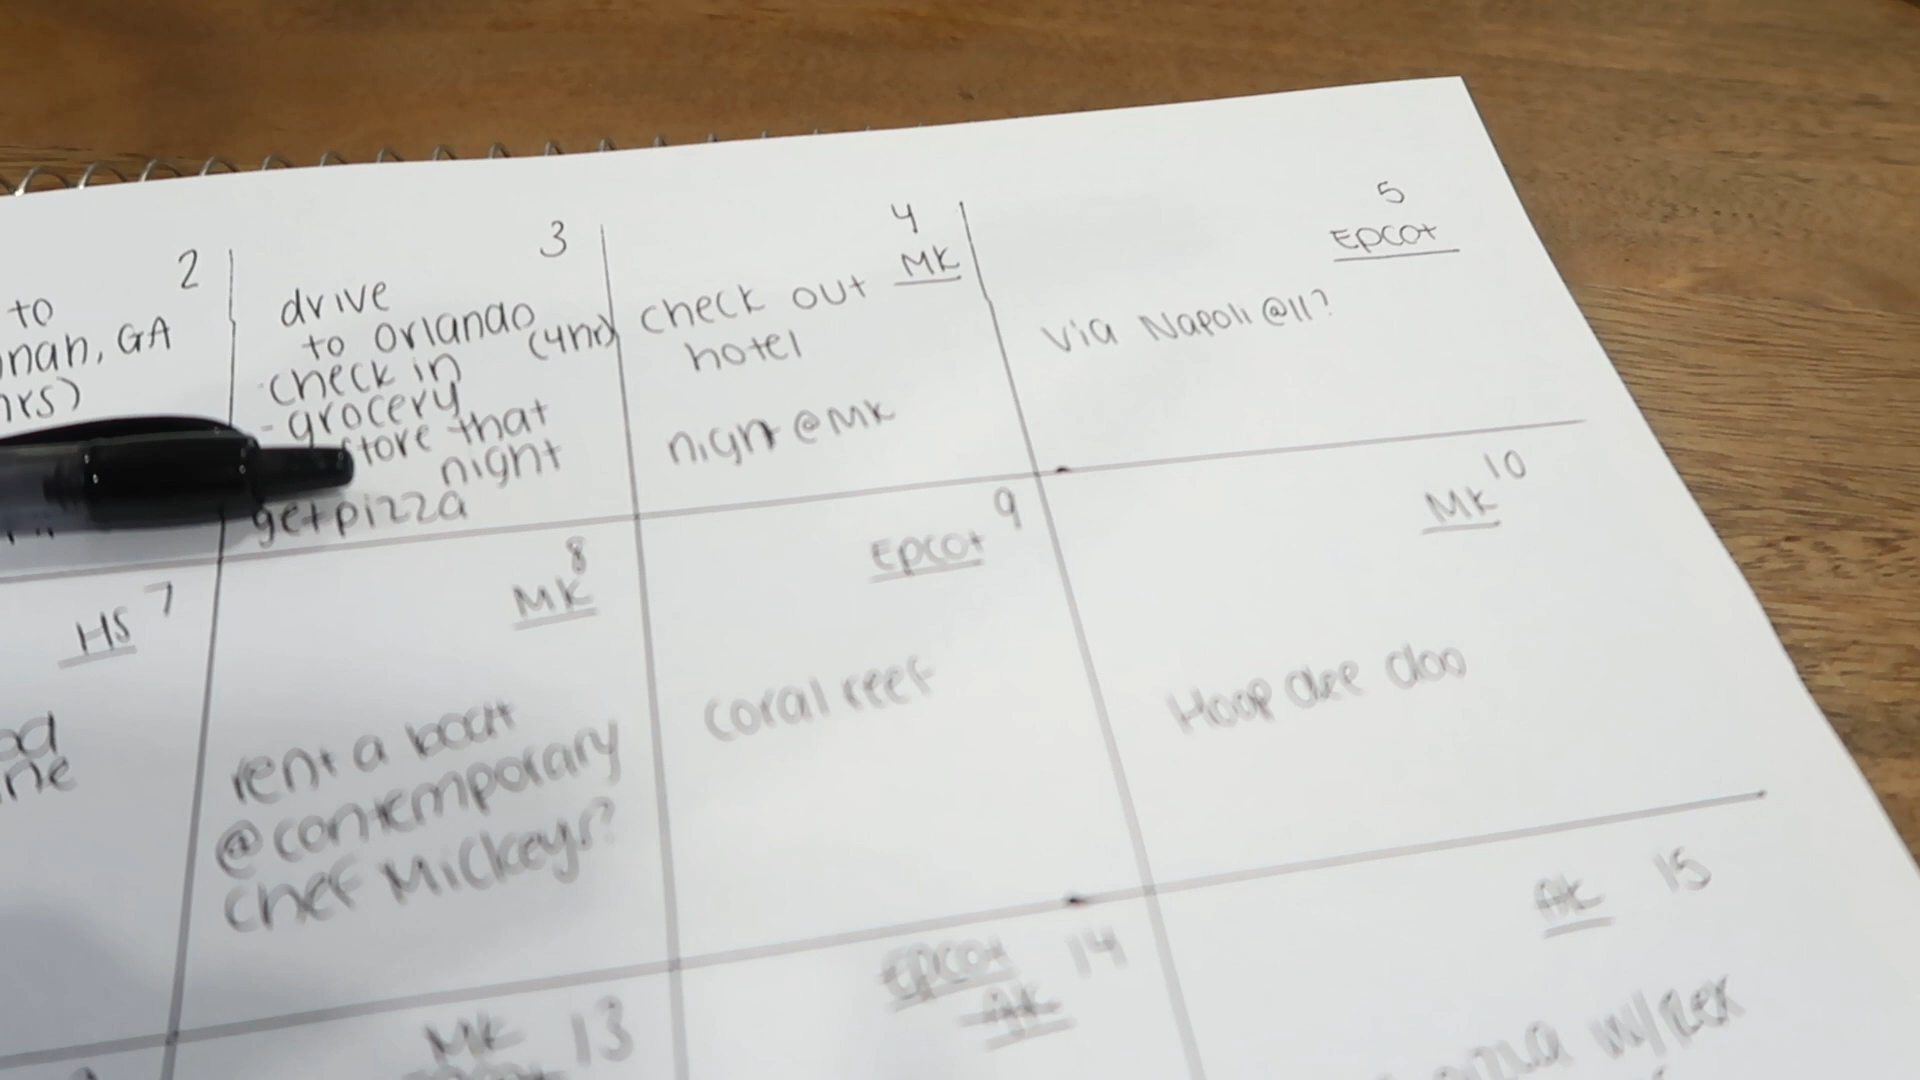 2
to
nah, GA
hrs)
3
drive
to Orlando
(4hr)
- check in
- grocery
store that
night
get pizza
4
MK
check out
hotel
night @ MK
5
Epcot
Via Napoli @ 11?
HS 7
MK 8
rent a boat
@ contemporary
Chef Mickeys?
Epcot 9
Coral reef
MK 10
Hoop dee doo
MK 13
Epcot 14
AK
AK 15
w/ Rex